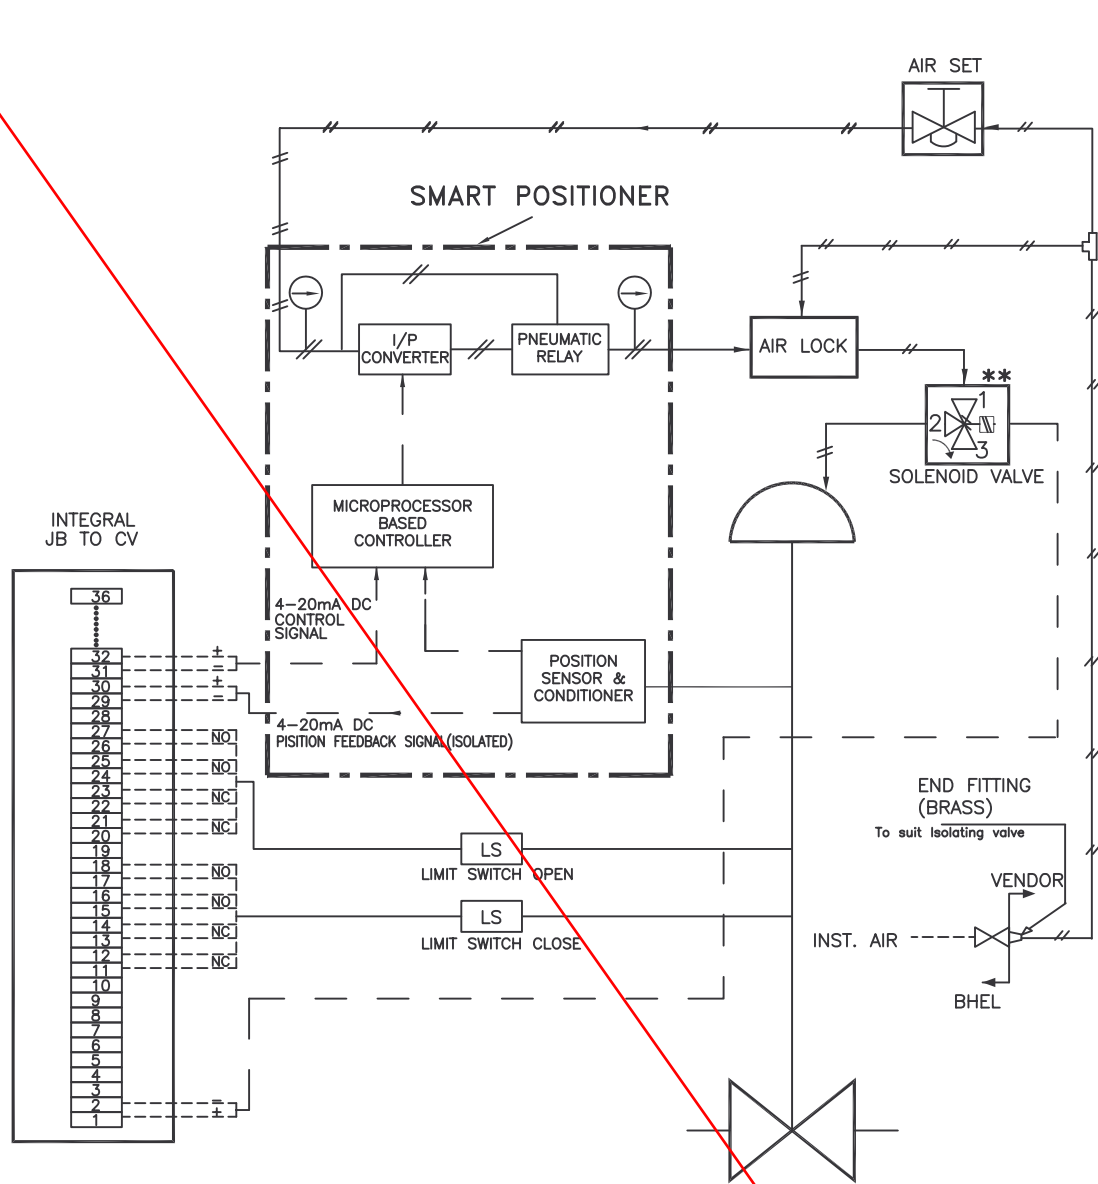 AIR SET
SMART POSITIONER
I/P
CONVERTER
PNEUMATIC
RELAY
AIR LOCK
**
1
2
3
SOLENOID VALVE
MICROPROCESSOR
BASED
CONTROLLER
INTEGRAL
JB TO CV
4-20mA DC
CONTROL
SIGNAL
POSITION
SENSOR &
CONDITIONER
4-20mA DC
PISITION FEEDBACK SIGNAL(ISOLATED)
36
32 +
31 -
30 +
29 -
28
27 NO
26
25 NO
24
23 NC
22
21 NC
20
19
18 NO
17
16 NO
15
14 NC
13
12 NC
11
10
9
8
7
6
5
4
3
2 -
1 +
LS
LIMIT SWITCH OPEN
LS
LIMIT SWITCH CLOSE
END FITTING
(BRASS)
To suit Isolating valve
VENDOR
INST. AIR
BHEL